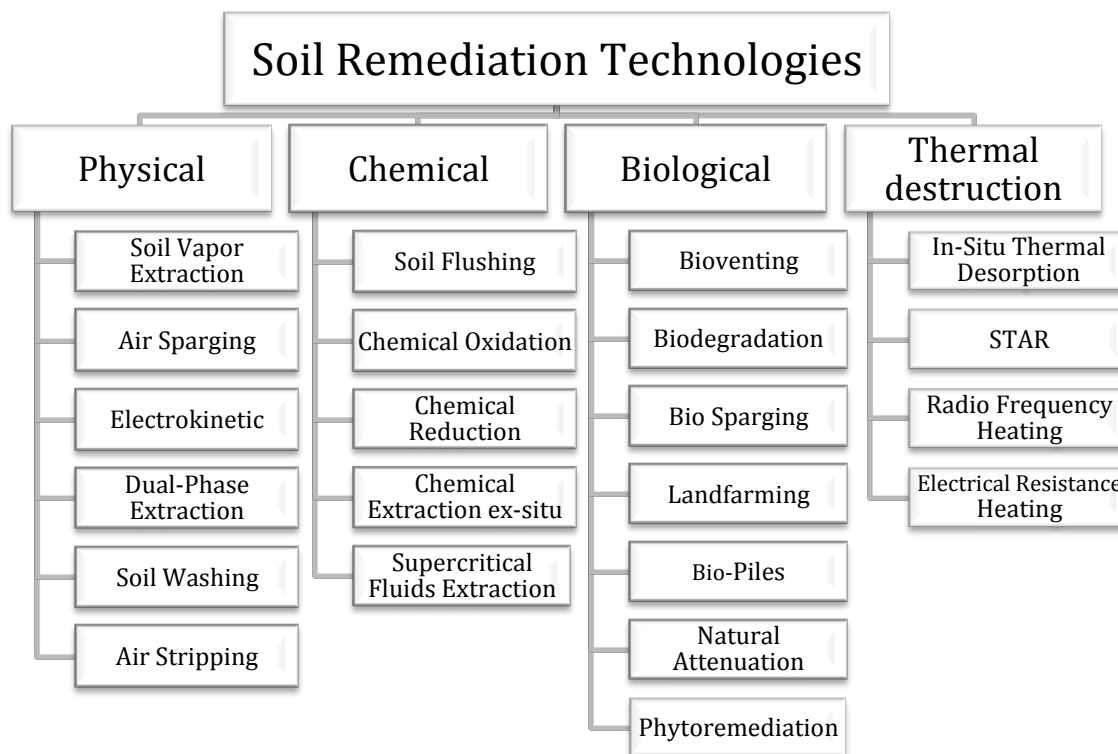 Soil Remediation Technologies
Physical
Soil Vapor
Extraction
Air Sparging
Electrokinetic
Dual-Phase
Extraction
Soil Washing
Air Stripping
Chemical
Soil Flushing
Chemical Oxidation
Chemical
Reduction
Chemical
Extraction ex-situ
Supercritical
Fluids Extraction
Biological
Bioventing
Biodegradation
Bio Sparging
Landfarming
Bio-Piles
Natural
Attenuation
Phytoremediation
Thermal
destruction
In-Situ Thermal
Desorption
STAR
Radio Frequency
Heating
Electrical Resistance
Heating